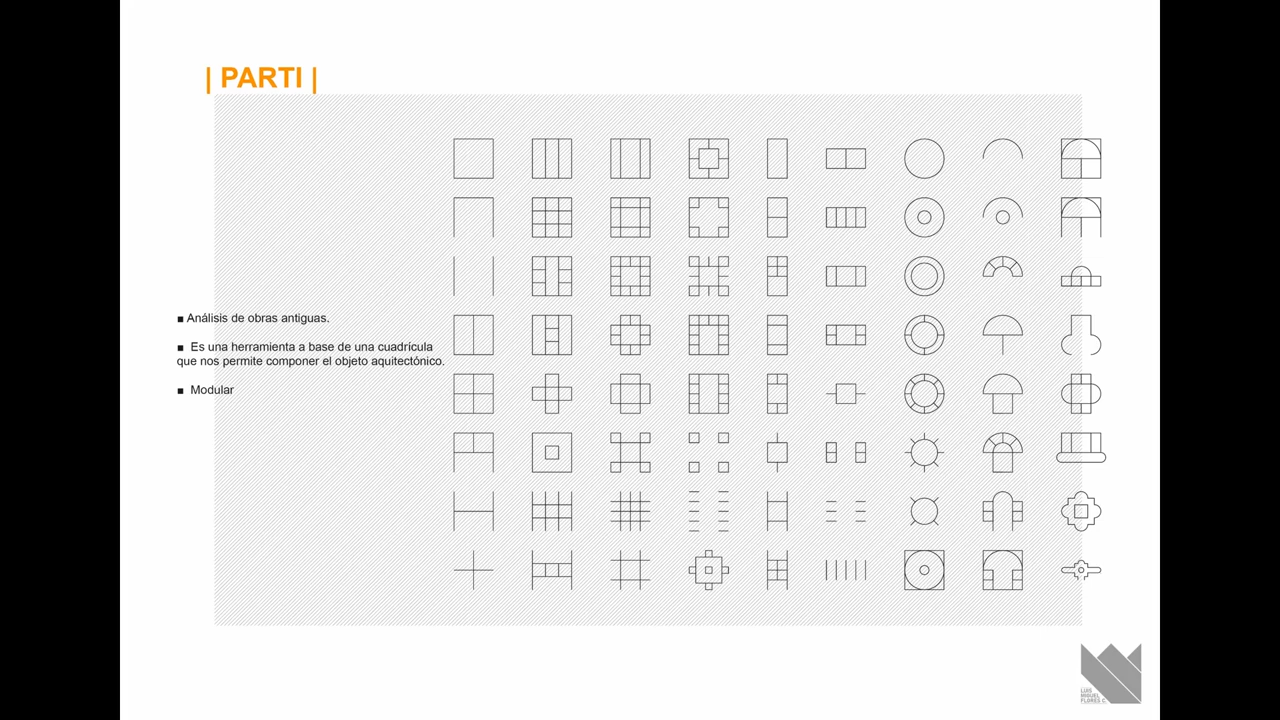 | PARTI |
■ Análisis de obras antiguas.
■ Es una herramienta a base de una cuadrícula
que nos permite componer el objeto aquitectónico.
■ Modular
LUIS
MIGUEL
FLORES C.